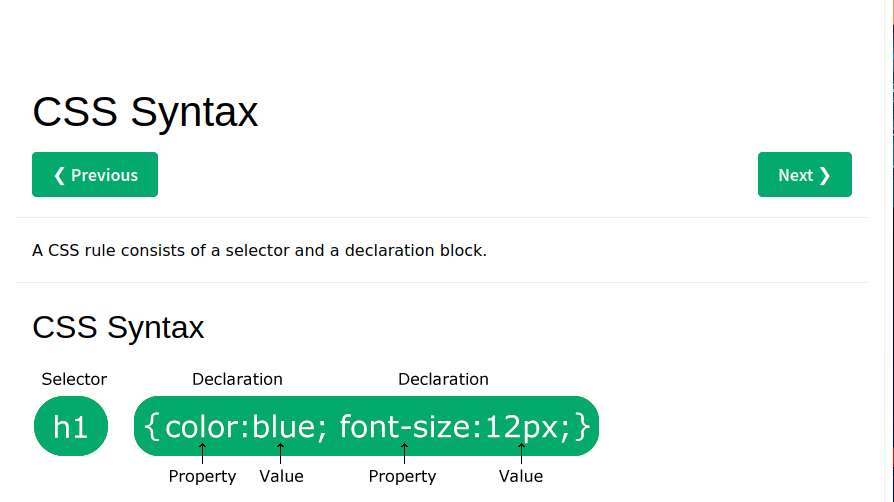 CSS Syntax
❮ Previous
Next ❯
A CSS rule consists of a selector and a declaration block.
CSS Syntax
Selector Declaration Declaration
h1 {color:blue; font-size:12px;}
Property Value Property Value